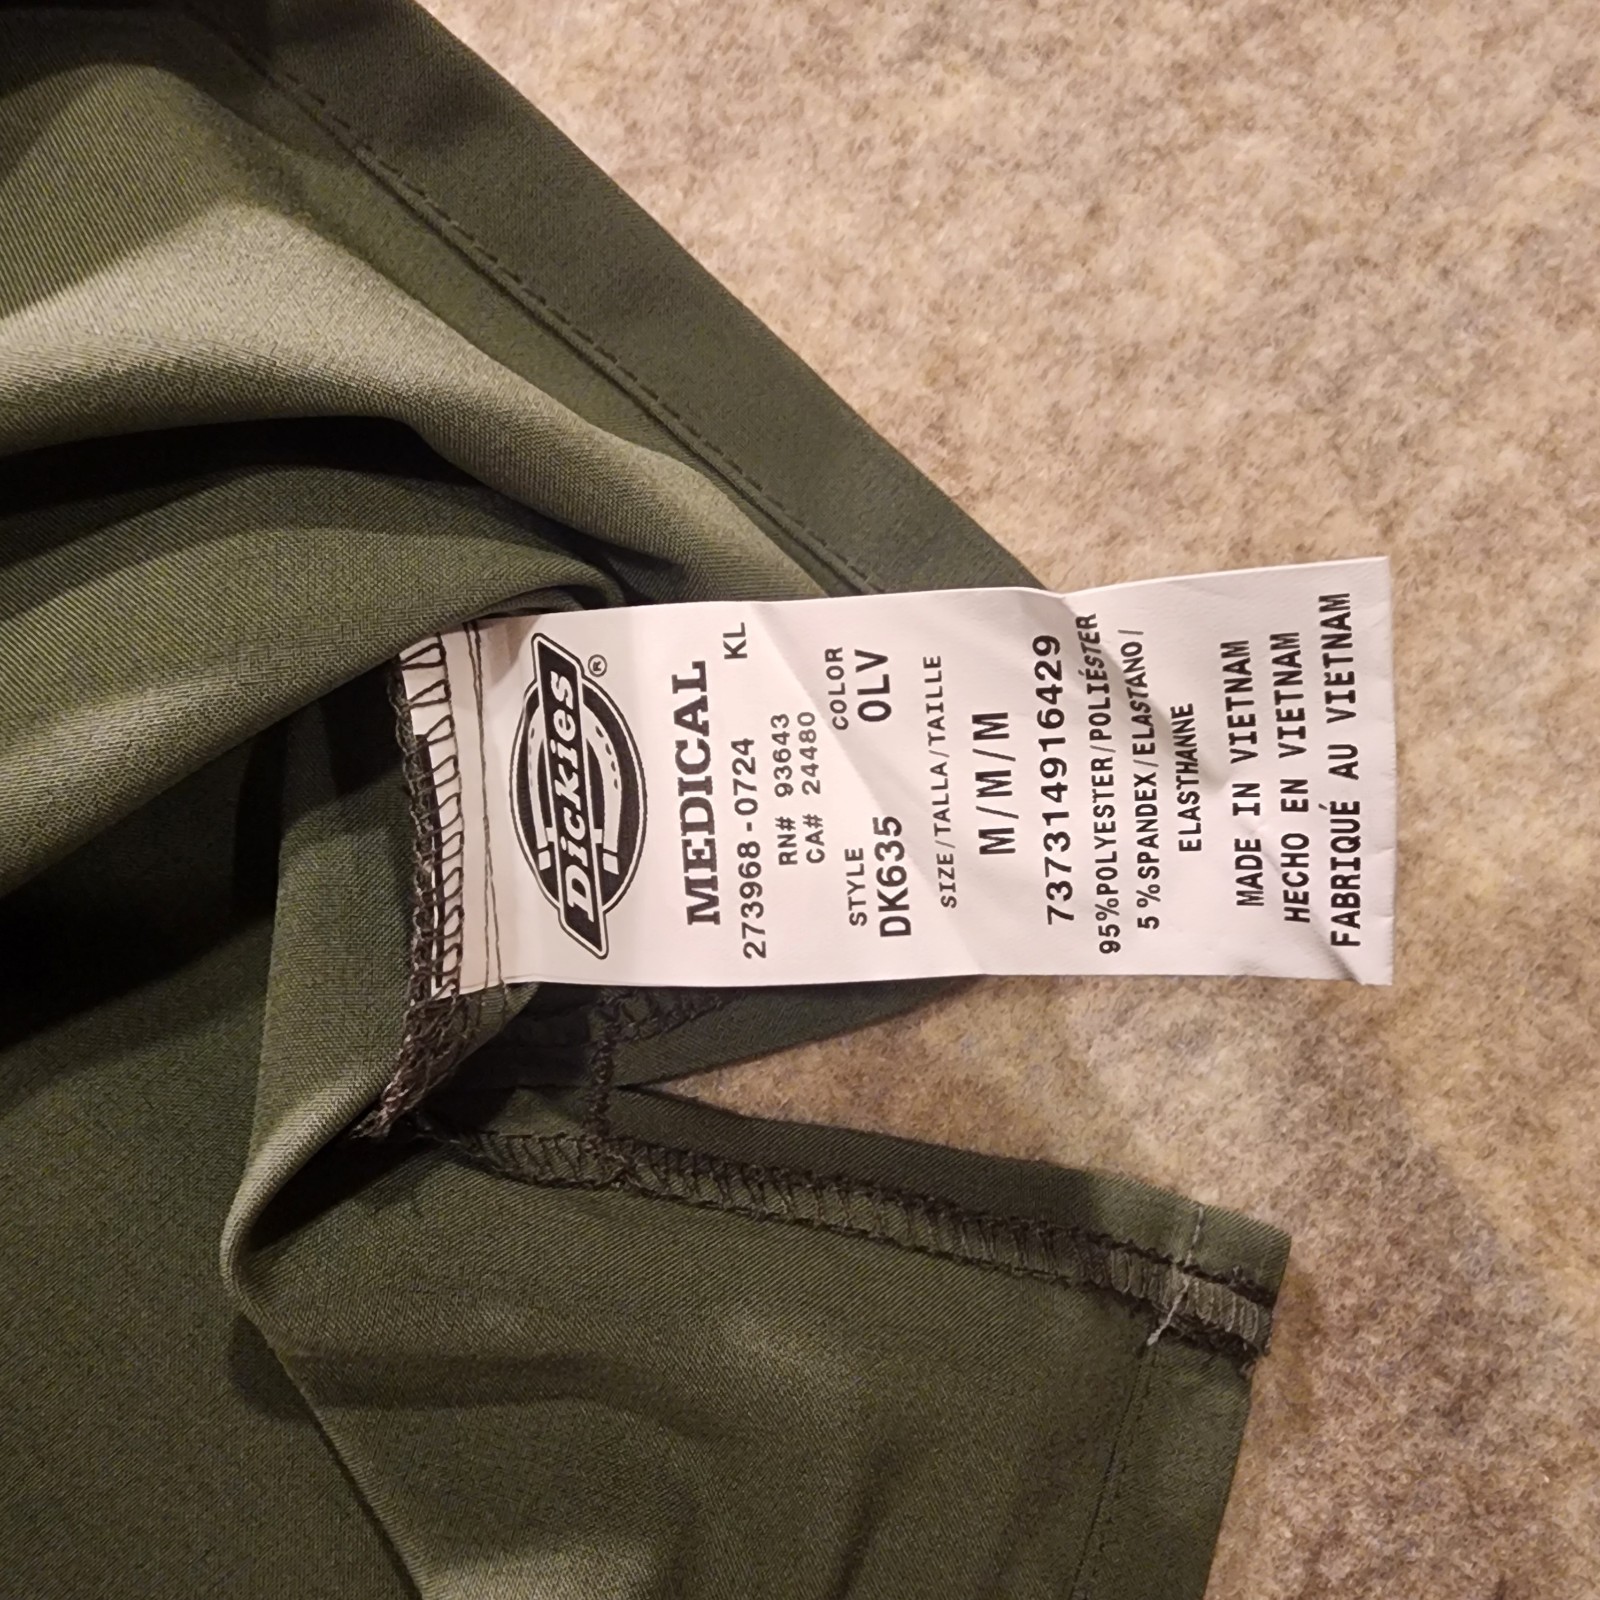 Dickies®
MEDICAL
273968-0724 KL
RN# 93643
CA# 24480
STYLE COLOR
DK635 OLV
SIZE/TALLA/TAILLE
M/M/M
737314916429
95%POLYESTER/POLIÉSTER
5%SPANDEX/ELASTANO/
ELASTHANNE
MADE IN VIETNAM
HECHO EN VIETNAM
FABRIQUÉ AU VIETNAM